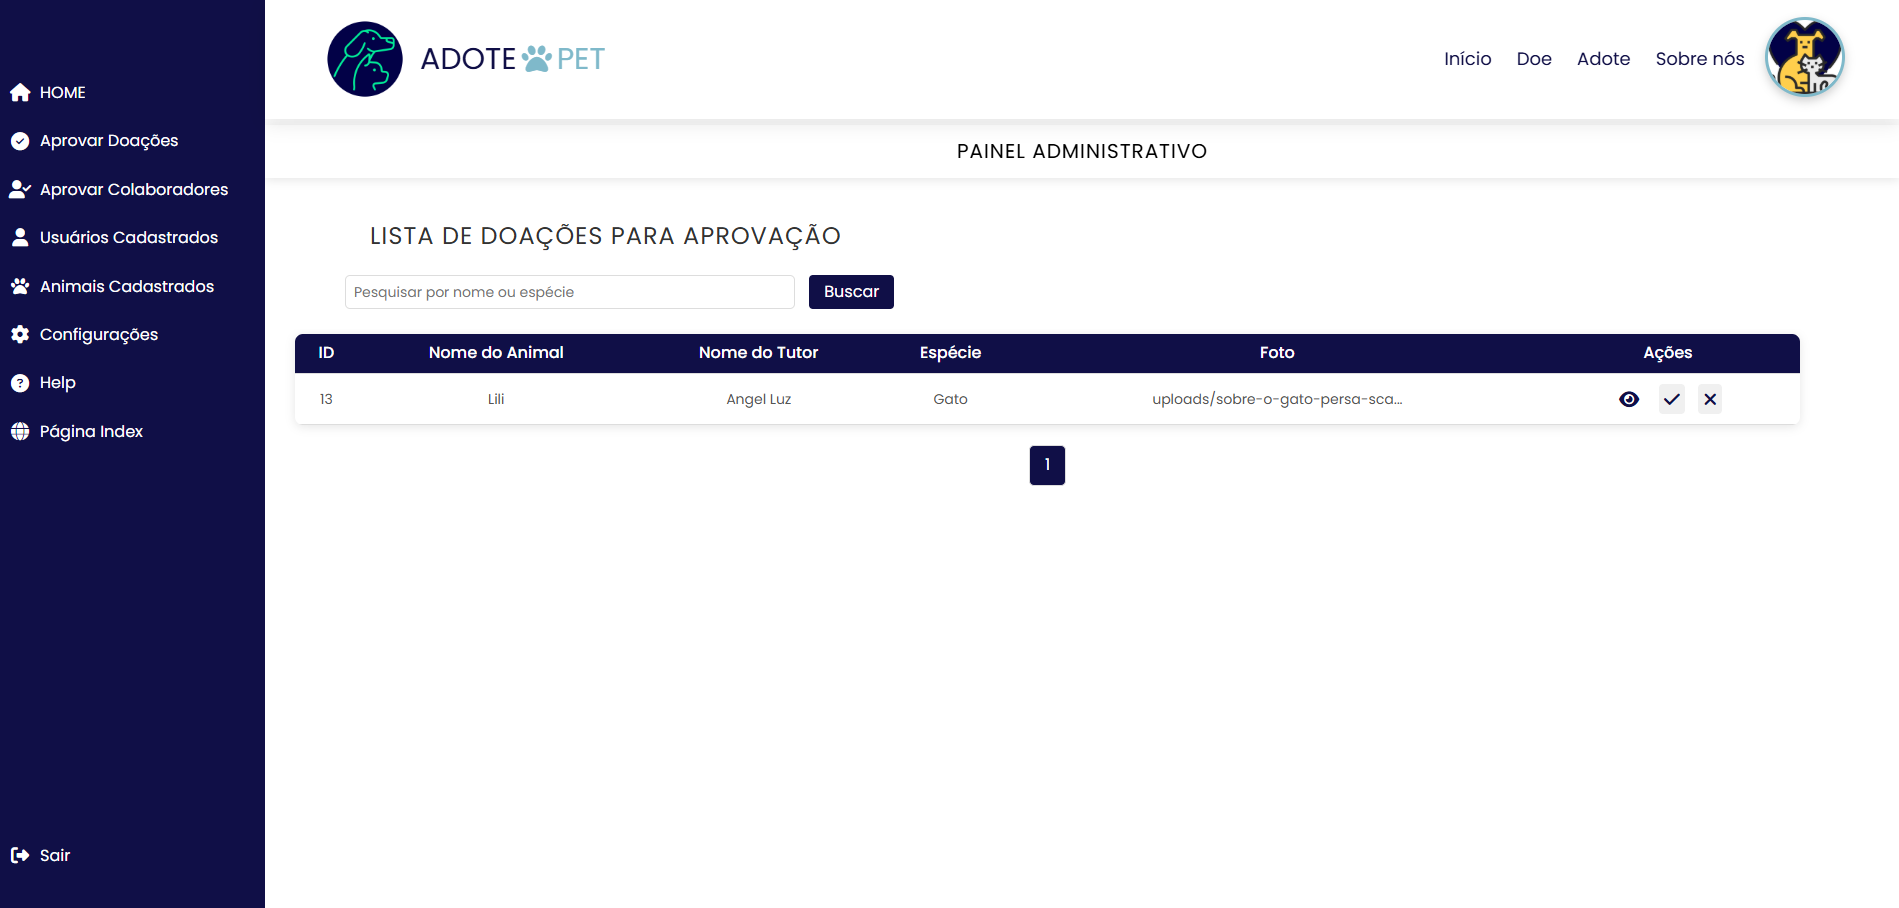 HOME
Aprovar Doações
Aprovar Colaboradores
Usuários Cadastrados
Animais Cadastrados
Configurações
Help
Página Index
Sair
ADOTE PET
Início Doe Adote Sobre nós
PAINEL ADMINISTRATIVO
LISTA DE DOAÇÕES PARA APROVAÇÃO
Pesquisar por nome ou espécie Buscar
ID Nome do Animal Nome do Tutor Espécie Foto Ações
13 Lili Angel Luz Gato uploads/sobre-o-gato-persa-sca...
1